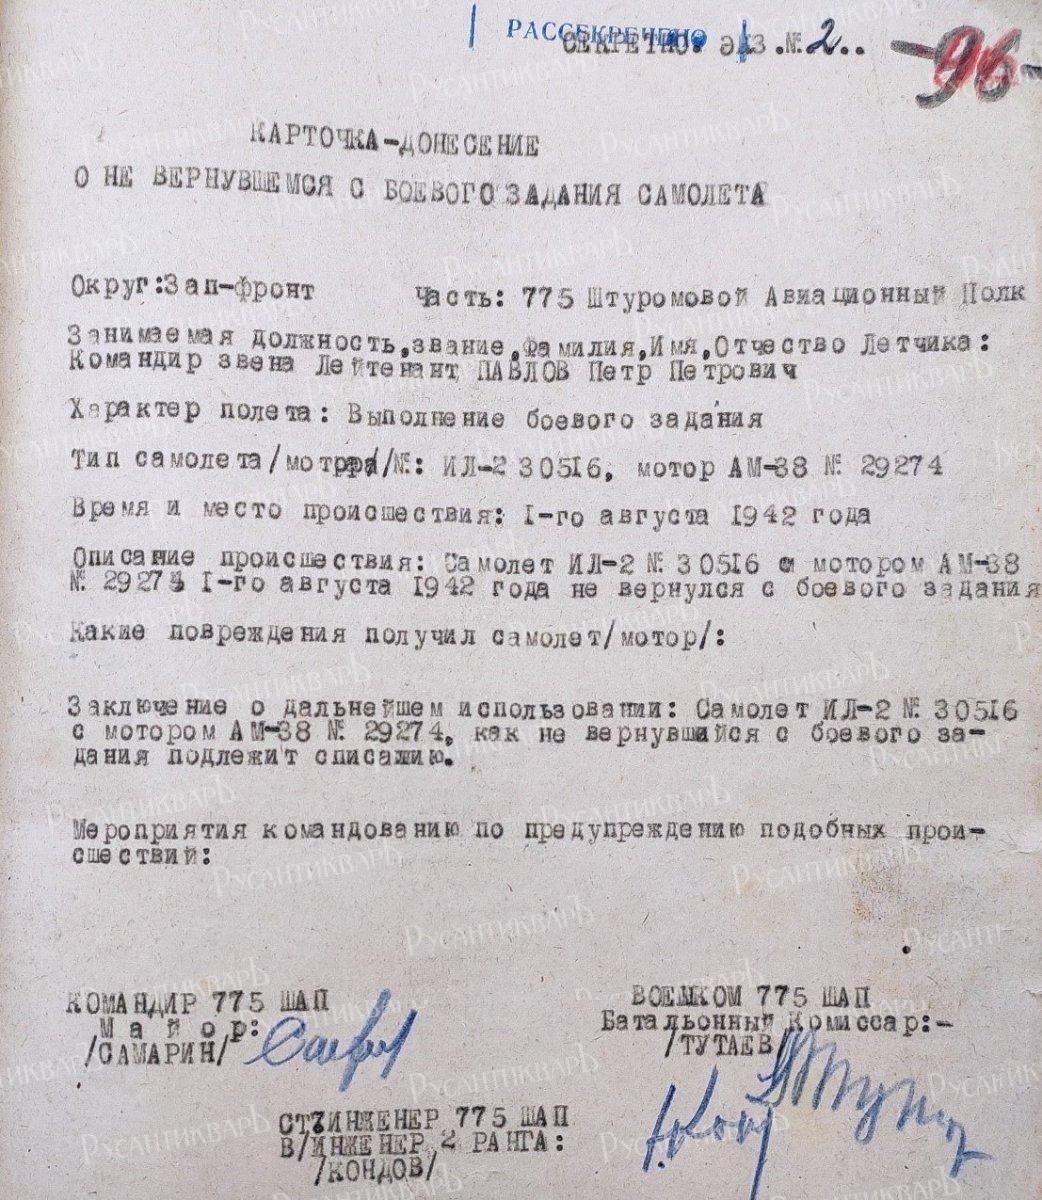 РАССЕКРЕЧЕНО
СЕКРЕТНО. ЭКЗ.№ 2..
-96-
КАРТОЧКА-ДОНЕСЕНИЕ
О НЕ ВЕРНУВШЕМСЯ С БОЕВОГО ЗАДАНИЯ САМОЛЕТА
Округ:Зап-фронт Часть: 775 Штуромовой Авиационный Полк
Занимаемая должность,звание,Фамилия,Имя,Отчество Летчика:
Командир звена Лейтенант ПАВЛОВ Петр Петрович
Характер полета: Выполнение боевого задания
Тип самолета/мотора/№: ИЛ-2 30516, мотор АМ-38 № 29274
Время и место происшествия: I-го августа 1942 года
Описание происшествия: Самолет ИЛ-2 № 30516 с мотором АМ-38
№ 29274 I-го августа 1942 года не вернулся с боевого задания
Какие повреждения получил самолет/мотор/:
Заключение о дальнейшем использовании: Самолет ИЛ-2 № 30516
с мотором АМ-38 № 29274, как не вернувшийся с боевого за-
дания подлежит списанию.
Мероприятия командованию по предупреждению подобных прои-
сшествий:
КОМАНДИР 775 ШАП
Майор:
/САМАРИН/
ВОЕНКОМ 775 ШАП
Батальонный Комиссар:-
/ТУТАЕВ/
СТ.ИНЖЕНЕР 775 ШАП
В/ИНЖЕНЕР 2 РАНГА:
/КОНДОВ/
РУСАНТИКВАРЪ